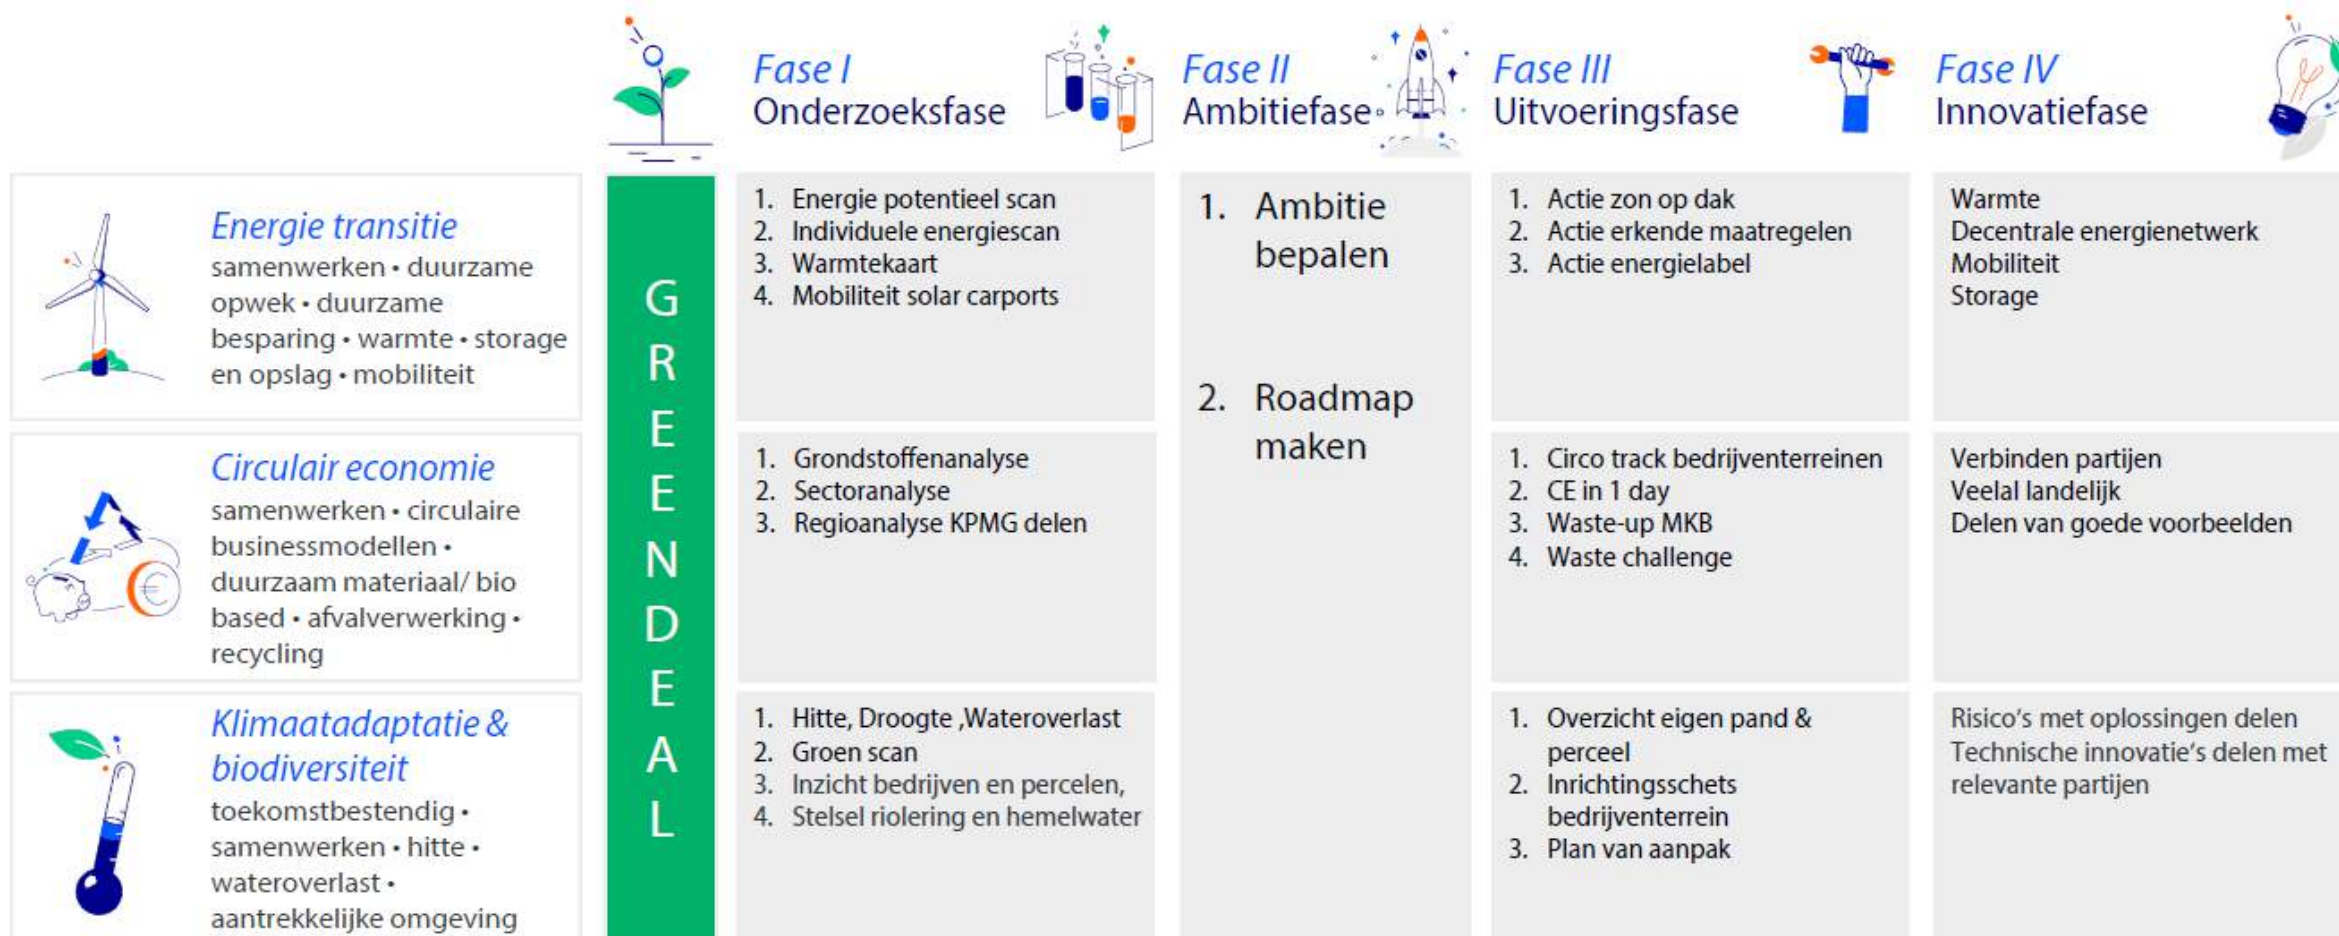 Fase I
Onderzoeksfase
Fase II
Ambitiefase
Fase III
Uitvoeringsfase
Fase IV
Innovatiefase
Energie transitie
samenwerken • duurzame
opwek • duurzame
besparing • warmte • storage
en opslag • mobiliteit
Circulair economie
samenwerken • circulaire
businessmodellen •
duurzaam materiaal/ bio
based • afvalverwerking •
recycling
Klimaatadaptatie &
biodiversiteit
toekomstbestendig •
samenwerken • hitte •
wateroverlast •
aantrekkelijke omgeving
G
R
E
E
N
D
E
A
L
1. Energie potentieel scan
2. Individuele energiescan
3. Warmtekaart
4. Mobiliteit solar carports
1. Grondstoffenanalyse
2. Sectoranalyse
3. Regioanalyse KPMG delen
1. Hitte, Droogte ,Wateroverlast
2. Groen scan
3. Inzicht bedrijven en percelen,
4. Stelsel riolering en hemelwater
1. Ambitie
bepalen
2. Roadmap
maken
1. Actie zon op dak
2. Actie erkende maatregelen
3. Actie energielabel
1. Circo track bedrijventerreinen
2. CE in 1 day
3. Waste-up MKB
4. Waste challenge
1. Overzicht eigen pand &
perceel
2. Inrichtingsschets
bedrijventerrein
3. Plan van aanpak
Warmte
Decentrale energienetwerk
Mobiliteit
Storage
Verbinden partijen
Veelal landelijk
Delen van goede voorbeelden
Risico's met oplossingen delen
Technische innovatie's delen met
relevante partijen